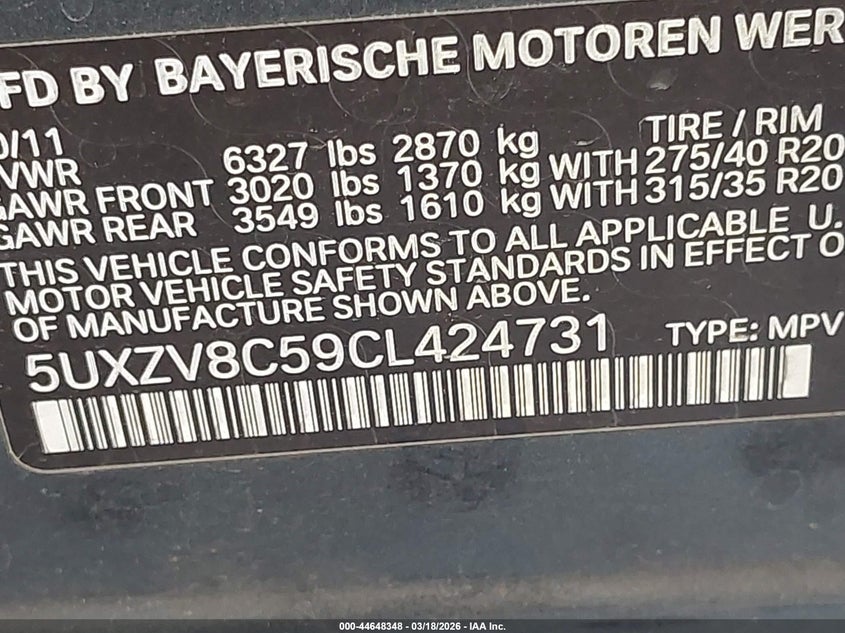 FD BY BAYERISCHE MOTOREN WER
0/11
VWR 6327 lbs 2870 kg TIRE / RIM
GAWR FRONT 3020 lbs 1370 kg WITH 275/40 R20
GAWR REAR 3549 lbs 1610 kg WITH 315/35 R20
THIS VEHICLE CONFORMS TO ALL APPLICABLE U.
MOTOR VEHICLE SAFETY STANDARDS IN EFFECT O
OF MANUFACTURE SHOWN ABOVE.
5UXZV8C59CL424731 TYPE: MPV
000-44648348 - 03/18/2026 - IAA Inc.